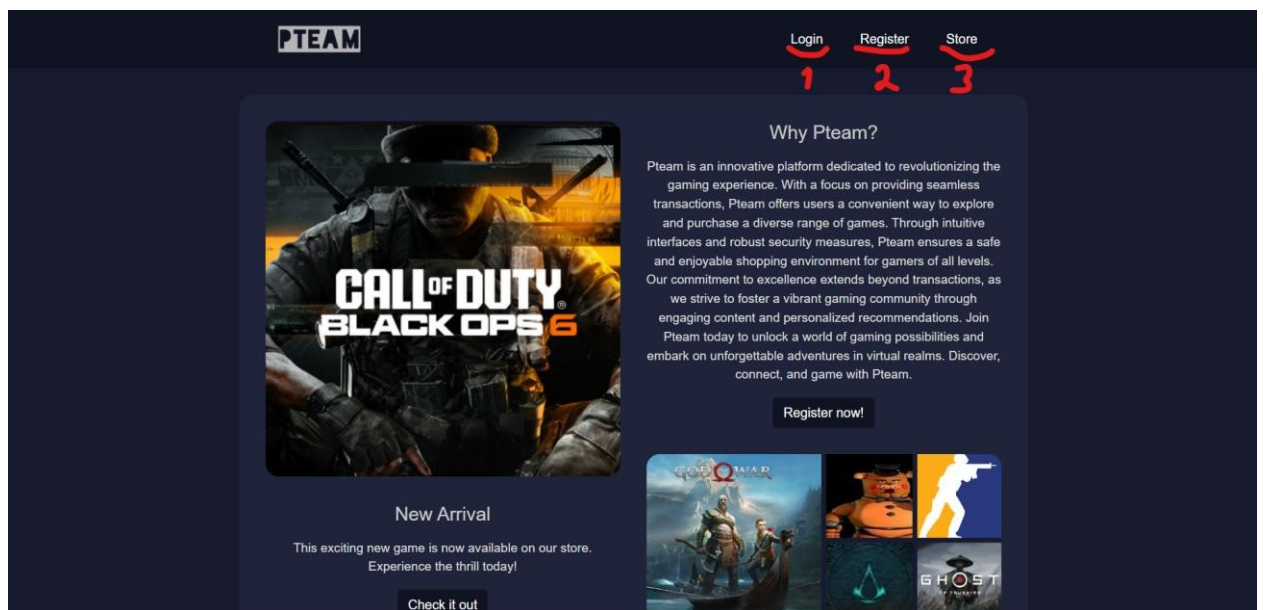 PTEAM
Login
Register
Store
1
2
3
CALL OF DUTY®
BLACK OPS 6
New Arrival
This exciting new game is now available on our store.
Experience the thrill today!
Check it out
Why Pteam?
Pteam is an innovative platform dedicated to revolutionizing the
gaming experience. With a focus on providing seamless
transactions, Pteam offers users a convenient way to explore
and purchase a diverse range of games. Through intuitive
interfaces and robust security measures, Pteam ensures a safe
and enjoyable shopping environment for gamers of all levels.
Our commitment to excellence extends beyond transactions, as
we strive to foster a vibrant gaming community through
engaging content and personalized recommendations. Join
Pteam today to unlock a world of gaming possibilities and
embark on unforgettable adventures in virtual realms. Discover,
connect, and game with Pteam.
Register now!
GOD OF WAR
GHOST